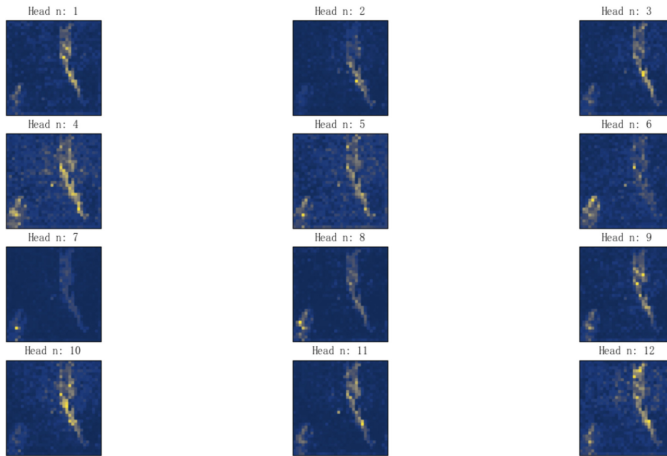 Head n: 1
Head n: 2
Head n: 3
Head n: 4
Head n: 5
Head n: 6
Head n: 7
Head n: 8
Head n: 9
Head n: 10
Head n: 11
Head n: 12